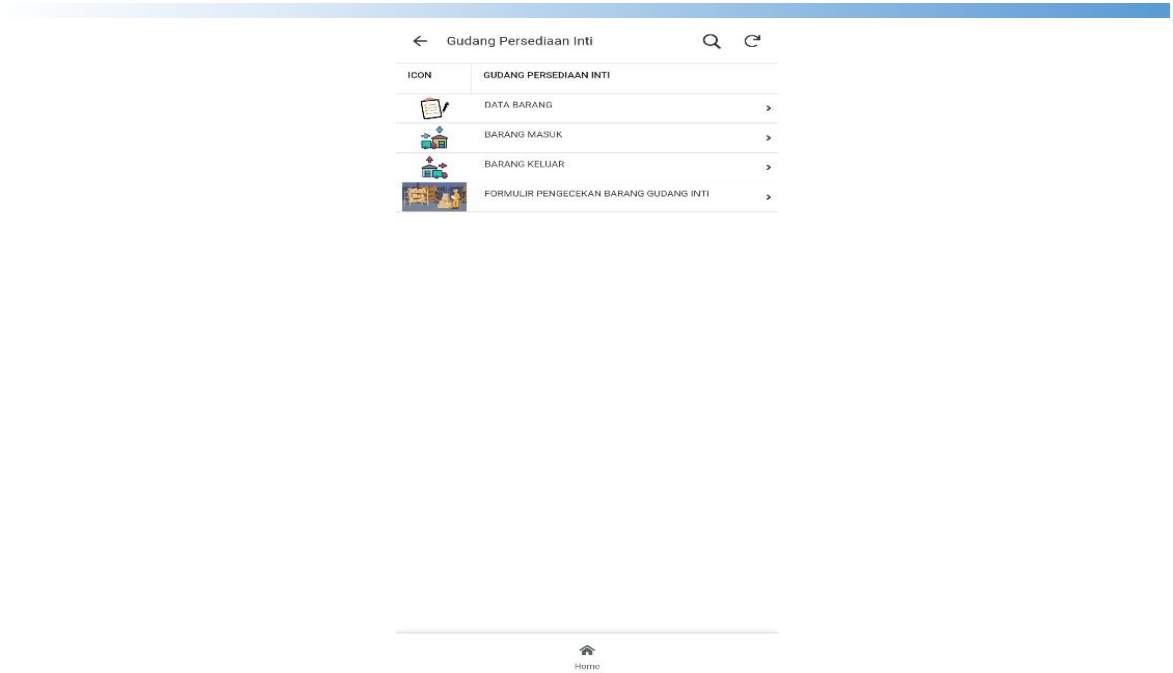 Gudang Persediaan Inti
ICON GUDANG PERSEDIAAN INTI
DATA BARANG
BARANG MASUK
BARANG KELUAR
FORMULIR PENGECEKAN BARANG GUDANG INTI
Home